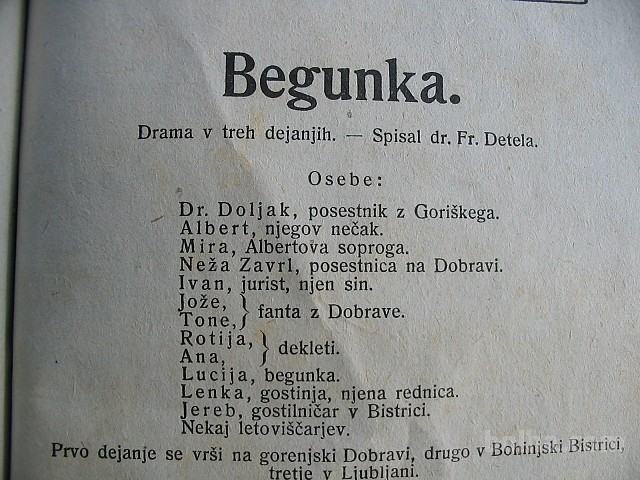 Begunka.
Drama v treh dejanjih. — Spisal dr. Fr. Detela.
Osebe:
Dr. Doljak, posestnik z Goriškega.
Albert, njegov nečak.
Mira, Albertova soproga.
Neža Zavrl, posestnica na Dobravi.
Ivan, jurist, njen sin.
Jože,
Tone, } fanta z Dobrave.
Rotija,
Ana, } dekleti.
Lucija, begunka.
Lenka, gostinja, njena rednica.
Jereb, gostilničar v Bistrici.
Nekaj letoviščarjev.
Prvo dejanje se vrši na gorenjski Dobravi, drugo v Bohinjski Bistrici,
tretje v Ljubljani.